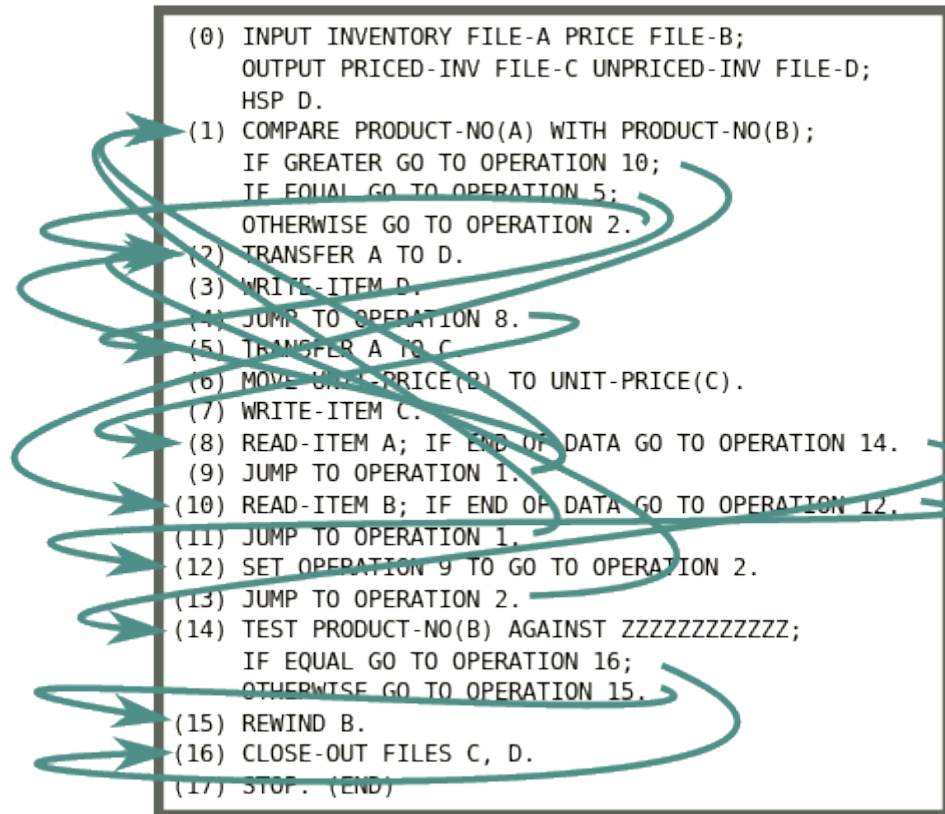 (0) INPUT INVENTORY FILE-A PRICE FILE-B;
OUTPUT PRICED-INV FILE-C UNPRICED-INV FILE-D;
HSP D.
(1) COMPARE PRODUCT-NO(A) WITH PRODUCT-NO(B);
IF GREATER GO TO OPERATION 10;
IF EQUAL GO TO OPERATION 5;
OTHERWISE GO TO OPERATION 2.
(2) TRANSFER A TO D.
(3) WRITE-ITEM D.
(4) JUMP TO OPERATION 8.
(5) TRANSFER A TO C.
(6) MOVE UNIT-PRICE(B) TO UNIT-PRICE(C).
(7) WRITE-ITEM C.
(8) READ-ITEM A; IF END OF DATA GO TO OPERATION 14.
(9) JUMP TO OPERATION 1.
(10) READ-ITEM B; IF END OF DATA GO TO OPERATION 12.
(11) JUMP TO OPERATION 1.
(12) SET OPERATION 9 TO GO TO OPERATION 2.
(13) JUMP TO OPERATION 2.
(14) TEST PRODUCT-NO(B) AGAINST ZZZZZZZZZZZZ;
IF EQUAL GO TO OPERATION 16;
OTHERWISE GO TO OPERATION 15.
(15) REWIND B.
(16) CLOSE-OUT FILES C, D.
(17) STOP. (END)